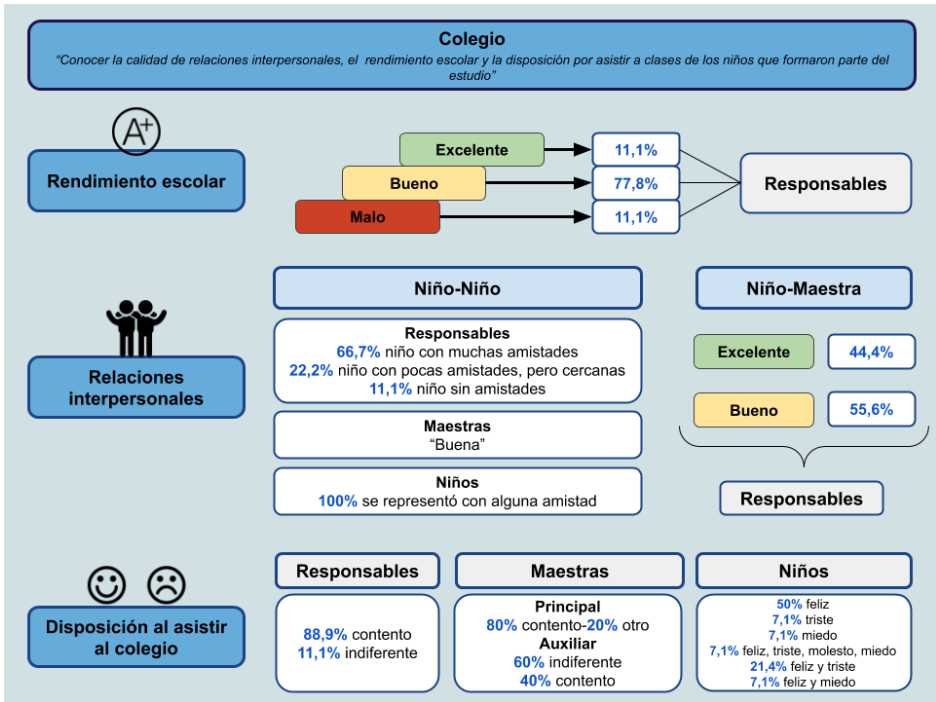 Colegio
“Conocer la calidad de relaciones interpersonales, el rendimiento escolar y la disposición por asistir a clases de los niños que formaron parte del
estudio”
A+
Rendimiento escolar
Excelente
11,1%
Bueno
77,8%
Malo
11,1%
Responsables
Relaciones
interpersonales
Niño-Niño
Responsables
66,7% niño con muchas amistades
22,2% niño con pocas amistades, pero cercanas
11,1% niño sin amistades
Maestras
“Buena”
Niños
100% se representó con alguna amistad
Niño-Maestra
Excelente
44,4%
Bueno
55,6%
Responsables
Disposición al asistir
al colegio
Responsables
88,9% contento
11,1% indiferente
Maestras
Principal
80% contento-20% otro
Auxiliar
60% indiferente
40% contento
Niños
50% feliz
7,1% triste
7,1% miedo
7,1% feliz, triste, molesto, miedo
21,4% feliz y triste
7,1% feliz y miedo